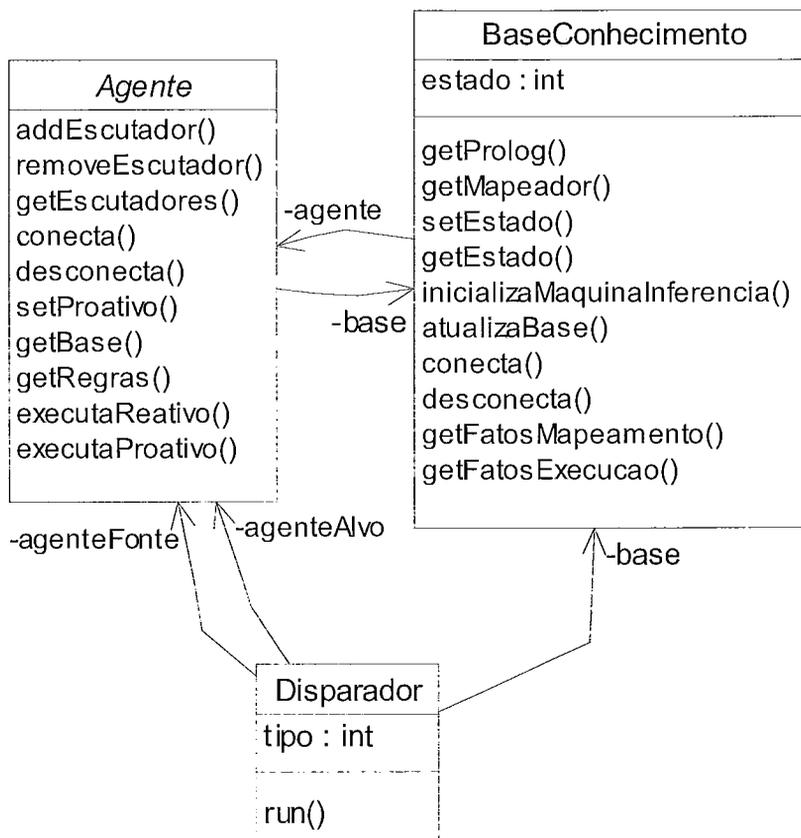 Agente
addEscutador()
removeEscutador()
getEscutadores()
conecta()
desconecta()
setProativo()
getBase()
getRegras()
executaReativo()
executaProativo()
-agente
-base
BaseConhecimento
estado : int
getProlog()
getMapeador()
setEstado()
getEstado()
inicializaMaquinaInferencia()
atualizaBase()
conecta()
desconecta()
getFatosMapeamento()
getFatosExecucao()
-agenteFonte
-agenteAlvo
-base
Disparador
tipo : int
run()